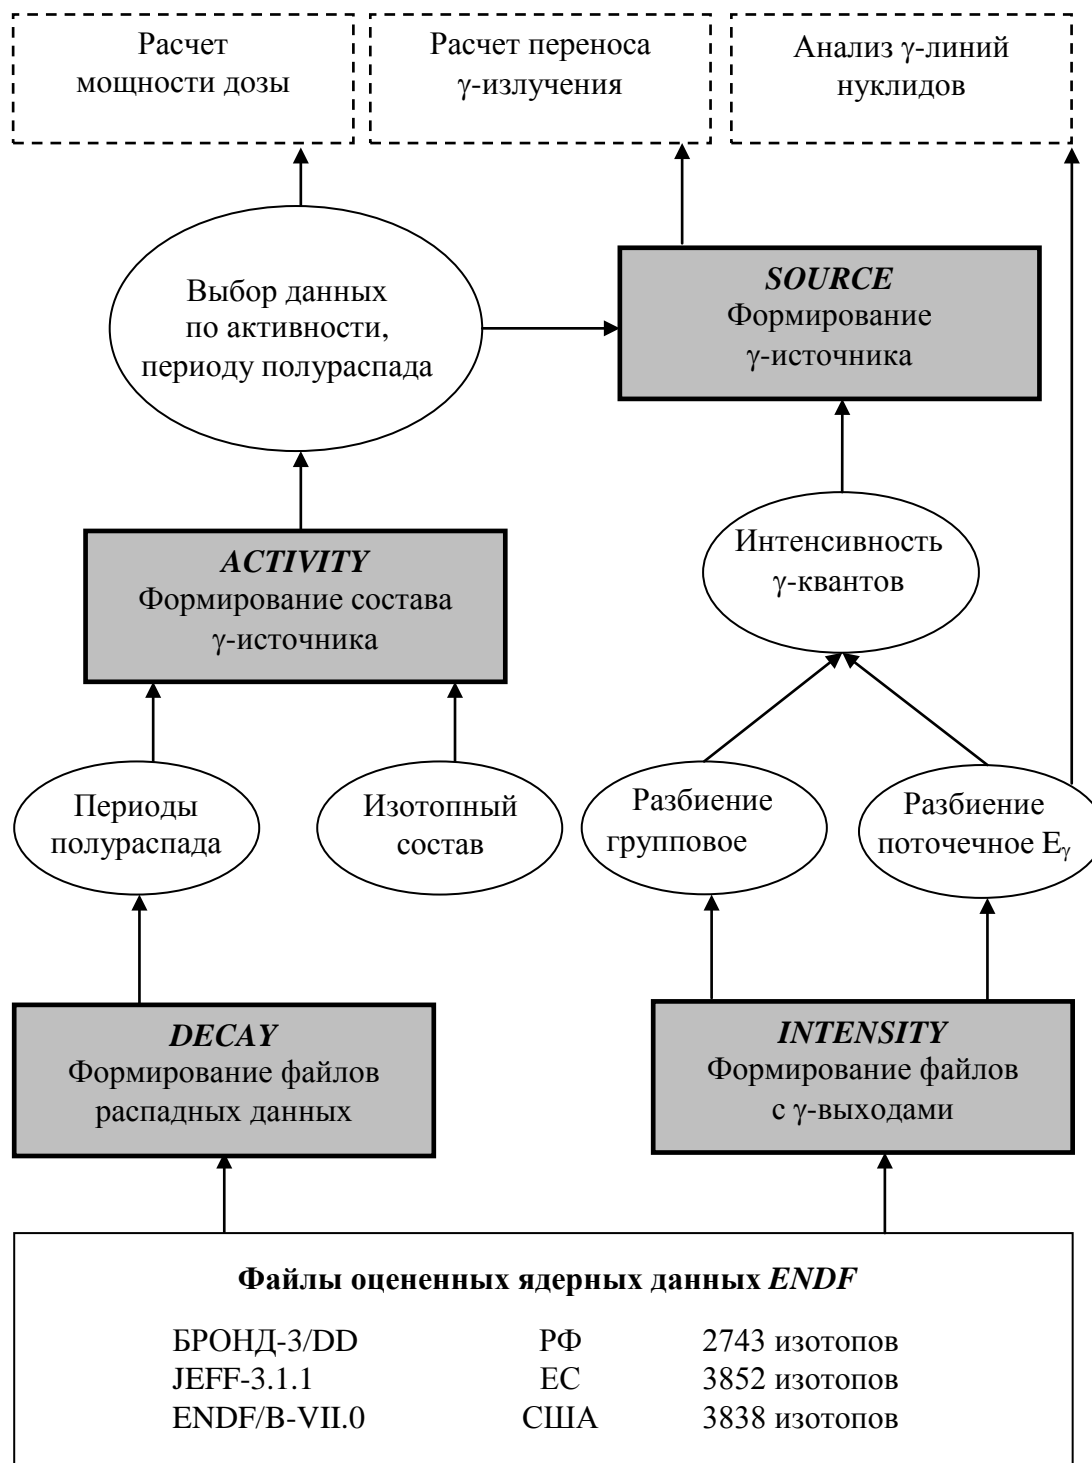 Расчет
мощности дозы
Расчет переноса
γ-излучения
Анализ γ-линий
нуклидов
Выбор данных
по активности,
периоду полураспада
SOURCE
Формирование
γ-источника
ACTIVITY
Формирование состава
γ-источника
Интенсивность
γ-квантов
Периоды
полураспада
Изотопный
состав
Разбиение
групповое
Разбиение
поточечное Eγ
DECAY
Формирование файлов
распадных данных
INTENSITY
Формирование файлов
с γ-выходами
Файлы оцененных ядерных данных ENDF
БРОНД-3/DD РФ 2743 изотопов
JEFF-3.1.1 ЕС 3852 изотопов
ENDF/B-VII.0 США 3838 изотопов